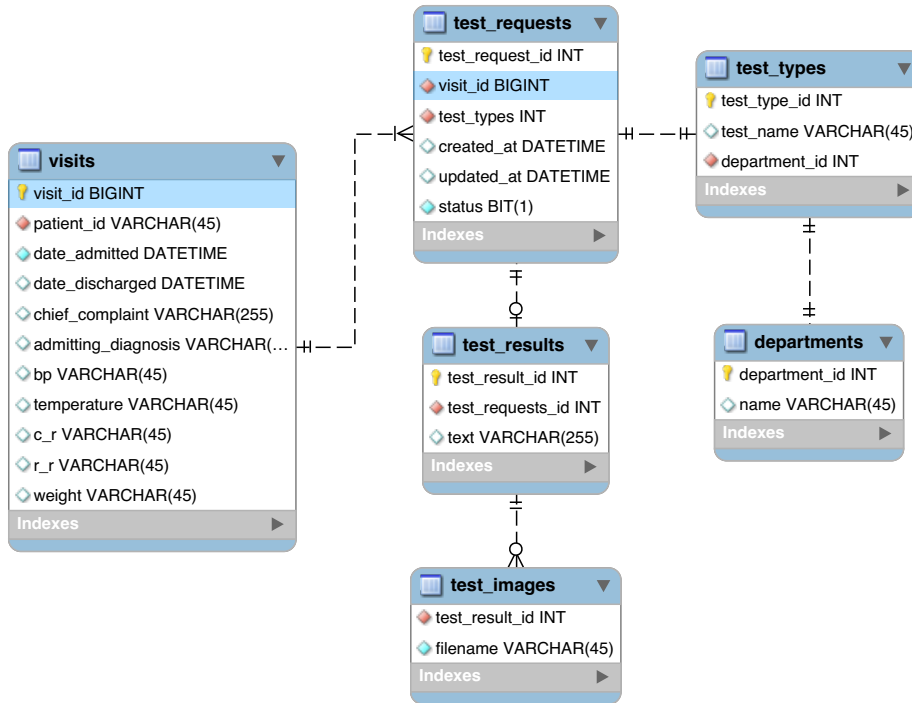 test_requests
test_request_id INT
visit_id BIGINT
test_types INT
created_at DATETIME
updated_at DATETIME
status BIT(1)
Indexes
test_types
test_type_id INT
test_name VARCHAR(45)
department_id INT
Indexes
visits
visit_id BIGINT
patient_id VARCHAR(45)
date_admitted DATETIME
date_discharged DATETIME
chief_complaint VARCHAR(255)
admitting_diagnosis VARCHAR(...
bp VARCHAR(45)
temperature VARCHAR(45)
c_r VARCHAR(45)
r_r VARCHAR(45)
weight VARCHAR(45)
Indexes
test_results
test_result_id INT
test_requests_id INT
text VARCHAR(255)
Indexes
departments
department_id INT
name VARCHAR(45)
Indexes
test_images
test_result_id INT
filename VARCHAR(45)
Indexes